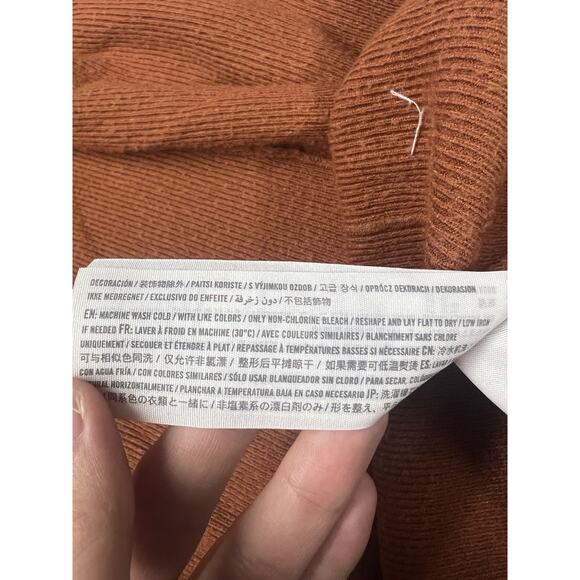 DECORACIÓN / 装饰物除外 / PAITSI KORISTE / S VÝJIMKOU OZDOB / 고급 장식 / OPRÓCZ DEKORACJI / DEKORASJON
IKKE MEDREGNET / EXCLUSIVO DO ENFEITE / دون زخرفة / 不包括飾物
EN: MACHINE WASH COLD / WITH LIKE COLORS / ONLY NON-CHLORINE BLEACH / RESHAPE AND LAY FLAT TO DRY / LOW IRON
IF NEEDED FR: LAVER À FROID EN MACHINE (30°C) / AVEC COULEURS SIMILAIRES / BLANCHIMENT SANS CHLORE
UNIQUEMENT / SECOUER ET ÉTENDRE À PLAT / REPASSAGE À TEMPÉRATURES BASSES SI NÉCESSAIRE CN: 冷水机洗
可与相似色同洗 / 仅允许非氯漂 / 整形后平摊晾干 / 如果需要可低温熨烫 ES:
CON AGUA FRÍA / CON COLORES SIMILARES / SÓLO USAR BLANQUEADOR SIN CLORO / PARA SECAR,
HORIZONTALMENTE / PLANCHAR A TEMPERATURA BAJA EN CASO NECESARIO JP: 洗濯機
同系色の衣類と一緒に / 非塩素系の漂白剤のみ / 形を整え、